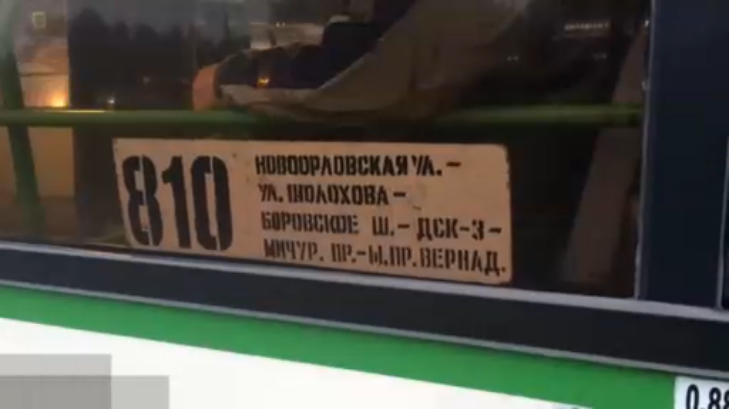 810
НОВООРЛОВСКАЯ УЛ. -
УЛ. ШОЛОХОВА -
БОРОВСКОЕ Ш. - ДСК-3 -
МИЧУР. ПР. - М.ПР.ВЕРНАД.